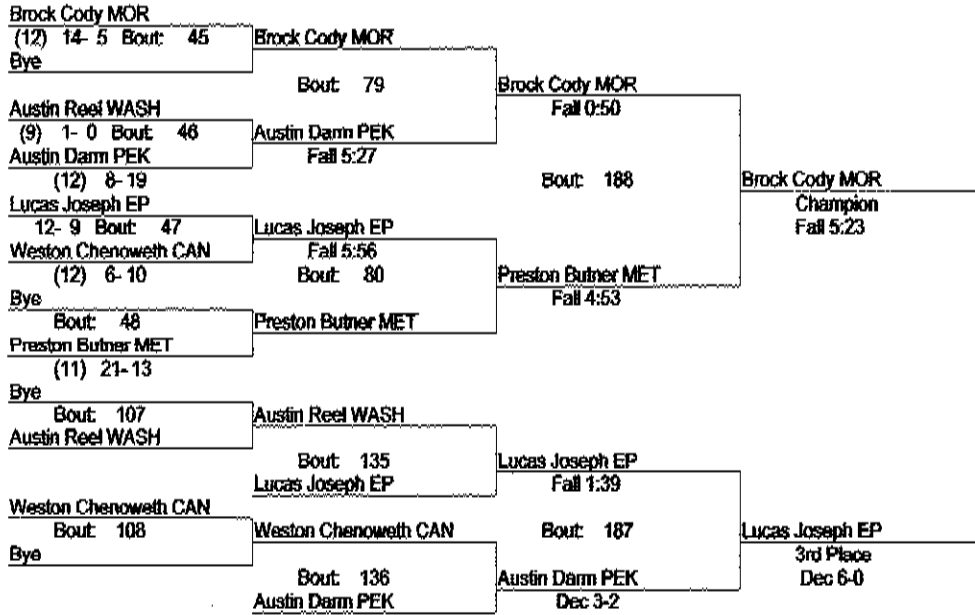 Brock Cody MOR
(12) 14- 5 Bout: 45
Bye
Brock Cody MOR
Bout: 79
Austin Reel WASH
(9) 1- 0 Bout: 46
Austin Darm PEK
(12) 8-19
Austin Darm PEK
Fall 5:27
Brock Cody MOR
Fall 0:50
Lucas Joseph EP
12- 9 Bout: 47
Weston Chenoweth CAN
(12) 6-10
Lucas Joseph EP
Fall 5:56
Bout: 80
Bye
Bout: 48
Preston Butner MET
(11) 21-13
Preston Butner MET
Preston Butner MET
Fall 4:53
Bout: 188
Brock Cody MOR
Champion
Fall 5:23
Bye
Bout: 107
Austin Reel WASH
Austin Reel WASH
Bout: 135
Lucas Joseph EP
Lucas Joseph EP
Fall 1:39
Weston Chenoweth CAN
Bout: 108
Bye
Weston Chenoweth CAN
Bout: 136
Austin Darm PEK
Austin Darm PEK
Dec 3-2
Bout: 187
Lucas Joseph EP
3rd Place
Dec 6-0